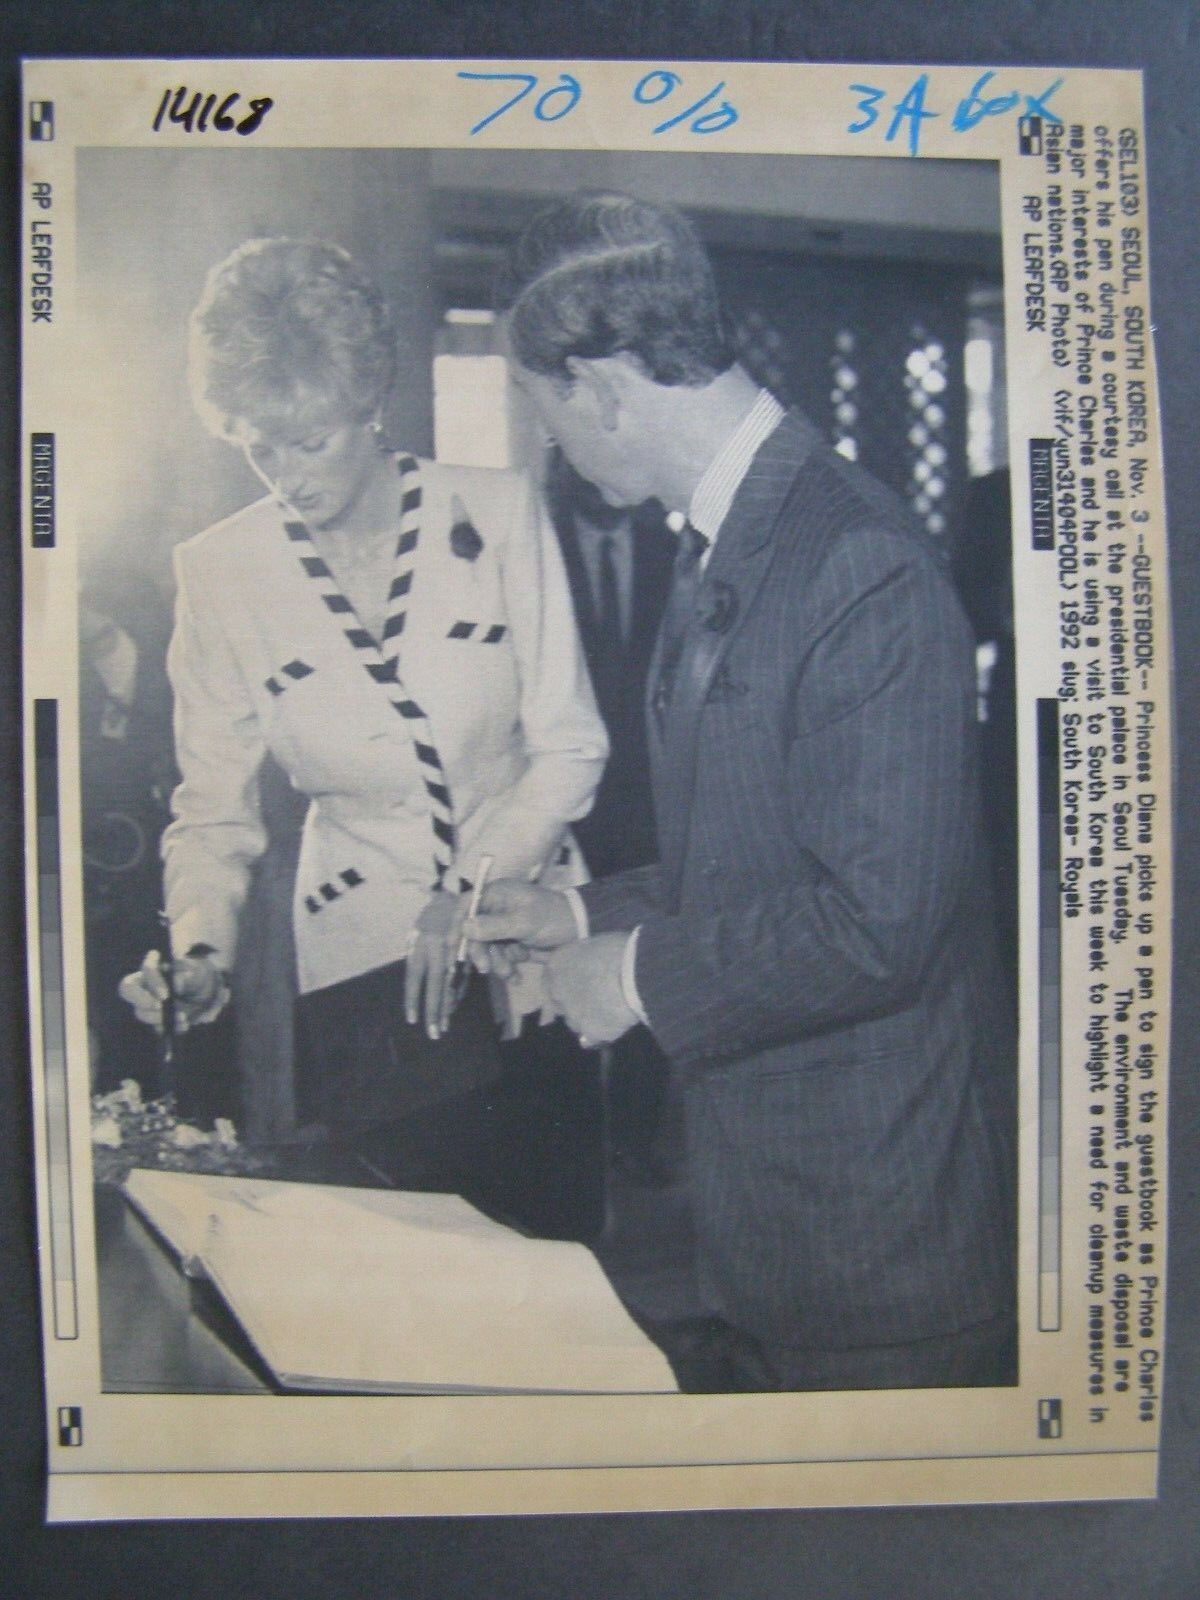 14168
70 % 3A box
(SEL103) SEOUL, SOUTH KOREA, Nov. 3 --GUESTBOOK-- Princess Diana picks up a pen to sign the guestbook as Prince Charles
offers his pen during a courtesy call at the presidential palace in Seoul Tuesday. The environment and waste disposal are
major interests of Prince Charles and he is using a visit to South Korea this week to highlight a need for cleanup measures in
Asian nations.(AP Photo) (vif/yun31404POOL) 1992 slug; South Korea- Royals
AP LEAFDESK
MAGENTA
AP LEAFDESK
MAGENTA